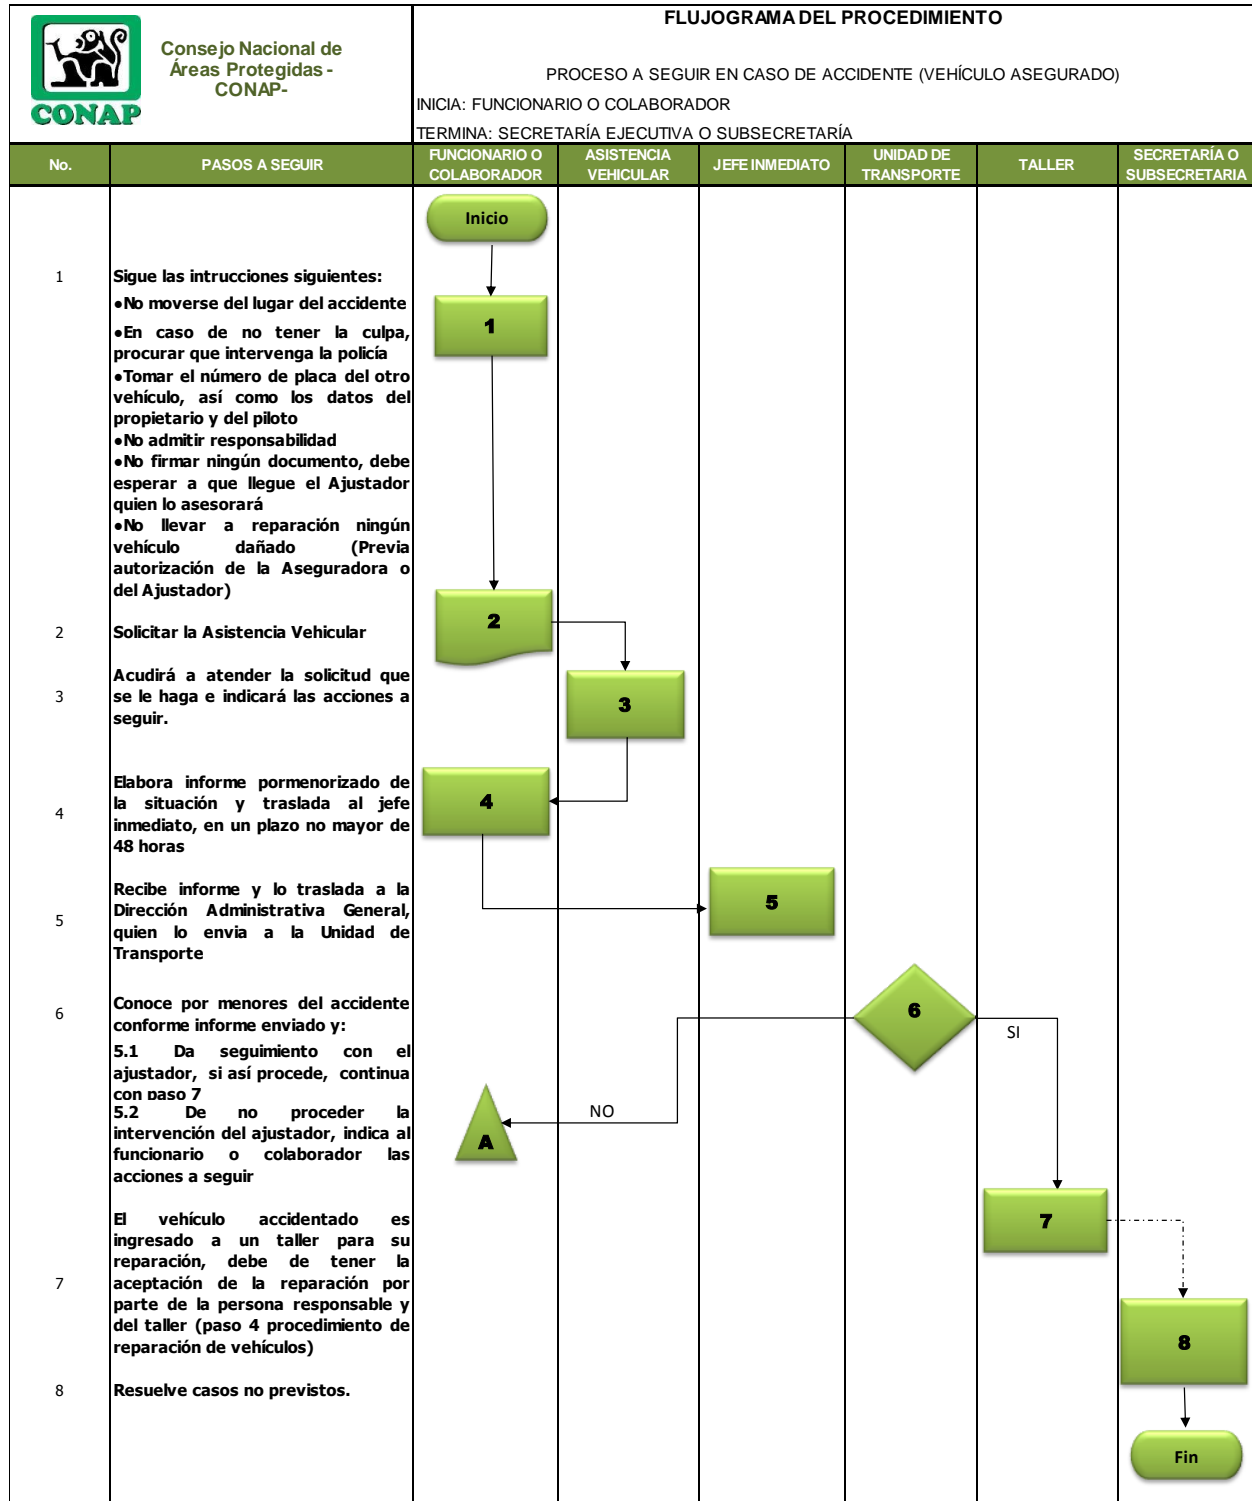 CONAP
Consejo Nacional de
Áreas Protegidas -
CONAP-
FLUJOGRAMA DEL PROCEDIMIENTO
PROCESO A SEGUIR EN CASO DE ACCIDENTE (VEHÍCULO ASEGURADO)
INICIA: FUNCIONARIO O COLABORADOR
TERMINA: SECRETARÍA EJECUTIVA O SUBSECRETARÍA
No.
PASOS A SEGUIR
FUNCIONARIO O
COLABORADOR
ASISTENCIA
VEHICULAR
JEFE INMEDIATO
UNIDAD DE
TRANSPORTE
TALLER
SECRETARÍA O
SUBSECRETARIA
Inicio
1
Sigue las intrucciones siguientes:
●No moverse del lugar del accidente
●En caso de no tener la culpa,
procurar que intervenga la policía
●Tomar el número de placa del otro
vehículo, así como los datos del
propietario y del piloto
●No admitir responsabilidad
●No firmar ningún documento, debe
esperar a que llegue el Ajustador
quien lo asesorará
●No llevar a reparación ningún
vehículo dañado (Previa
autorización de la Aseguradora o
del Ajustador)
1
2
Solicitar la Asistencia Vehicular
2
3
Acudirá a atender la solicitud que
se le haga e indicará las acciones a
seguir.
3
4
Elabora informe pormenorizado de
la situación y traslada al jefe
inmediato, en un plazo no mayor de
48 horas
4
5
Recibe informe y lo traslada a la
Dirección Administrativa General,
quien lo envia a la Unidad de
Transporte
5
6
Conoce por menores del accidente
conforme informe enviado y:
5.1 Da seguimiento con el
ajustador, si así procede, continua
con paso 7
5.2 De no proceder la
intervención del ajustador, indica al
funcionario o colaborador las
acciones a seguir
6
SI
NO
A
7
El vehículo accidentado es
ingresado a un taller para su
reparación, debe de tener la
aceptación de la reparación por
parte de la persona responsable y
del taller (paso 4 procedimiento de
reparación de vehículos)
7
8
Resuelve casos no previstos.
8
Fin